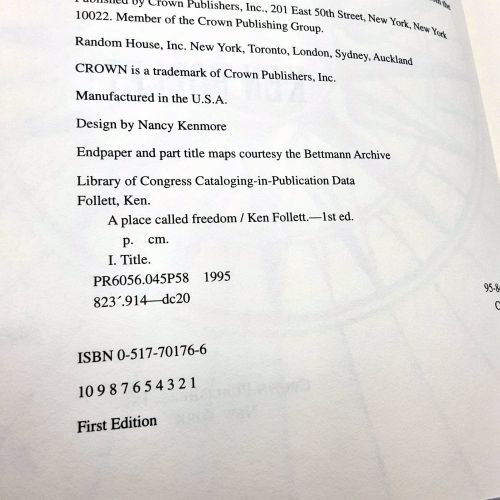 Published by Crown Publishers, Inc., 201 East 50th Street, New York, New York
10022. Member of the Crown Publishing Group.
Random House, Inc. New York, Toronto, London, Sydney, Auckland
CROWN is a trademark of Crown Publishers, Inc.
Manufactured in the U.S.A.
Design by Nancy Kenmore
Endpaper and part title maps courtesy the Bettmann Archive
Library of Congress Cataloging-in-Publication Data
Follett, Ken.
A place called freedom / Ken Follett.—1st ed.
p. cm.
I. Title.
PR6056.045P58 1995
823´.914—dc20
95-8
ISBN 0-517-70176-6
10 9 8 7 6 5 4 3 2 1
First Edition